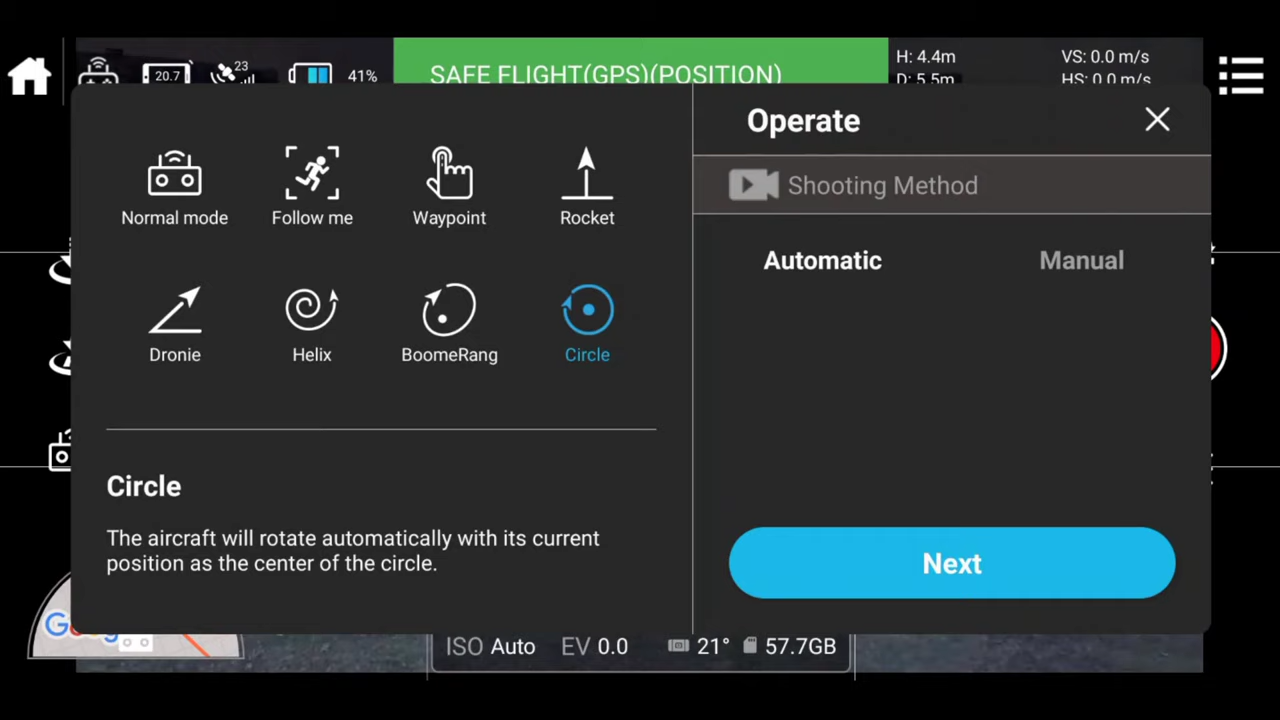 20.7
23
41%
SAFE FLIGHT(GPS)(POSITION)
H: 4.4m
VS: 0.0 m/s
D: 5.5m
HS: 0.0 m/s
Normal mode
Follow me
Waypoint
Rocket
Dronie
Helix
BoomeRang
Circle
Circle
The aircraft will rotate automatically with its current
position as the center of the circle.
Operate
Shooting Method
Automatic
Manual
Next
ISO Auto
EV 0.0
21°
57.7GB